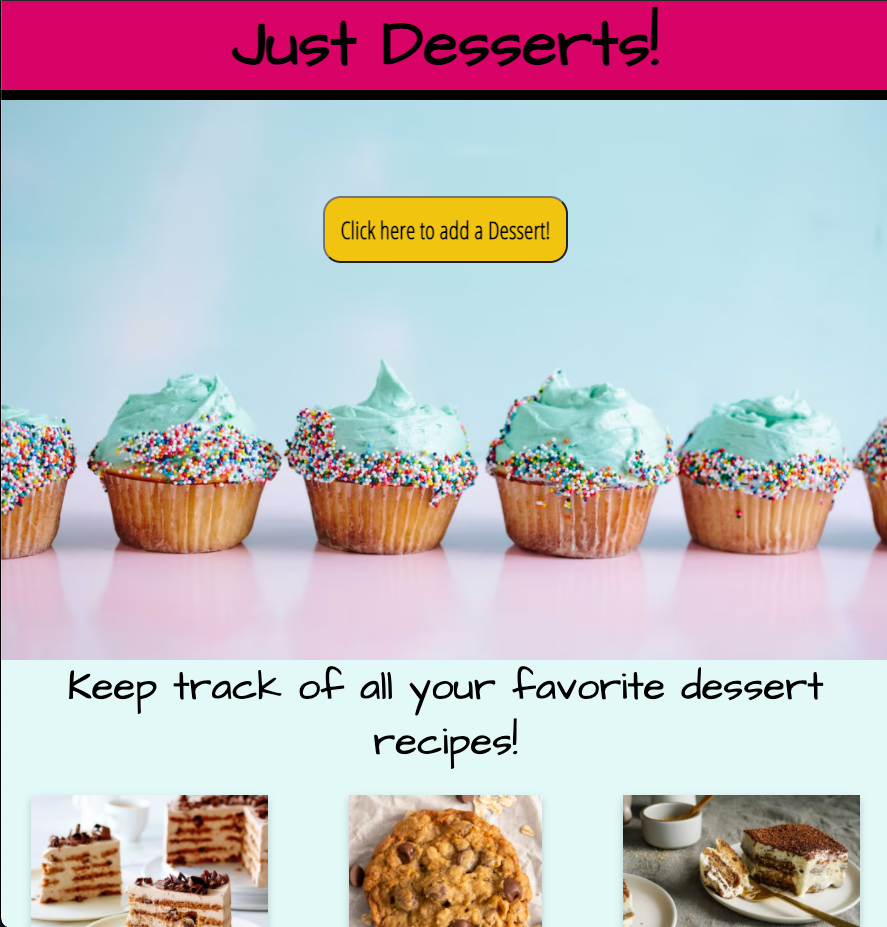 Just Desserts!
Click here to add a Dessert!
Keep track of all your favorite dessert
recipes!